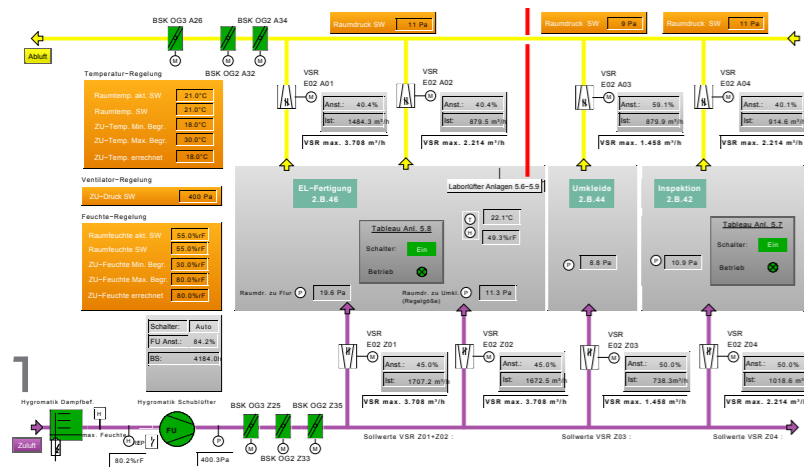 BSK OG3 A26
BSK OG2 A34
Raumdruck SW
11 Pa
Raumdruck SW
9 Pa
Raumdruck SW
11 Pa
Abluft
M
M
M
BSK OG2 A32
Temperatur-Regelung
Raumtemp. akt. SW
21.0°C
Raumtemp. SW
21.0°C
ZU-Temp. Min. Begr.
18.0°C
ZU-Temp. Max. Begr.
30.0°C
ZU-Temp. errechnet
18.0°C
VSR
E02 A01
M
Anst.: 40.4%
Ist: 1484.3 m³/h
VSR max. 3.708 m³/h
VSR
E02 A02
M
Anst.: 40.4%
Ist: 879.5 m³/h
VSR max. 2.214 m³/h
VSR
E02 A03
M
Anst.: 59.1%
Ist: 879.9 m³/h
VSR max. 1.458 m³/h
VSR
E02 A04
M
Anst.: 40.1%
Ist: 914.6 m³/h
VSR max. 2.214 m³/h
Ventilator-Regelung
ZU-Druck SW
400 Pa
Feuchte-Regelung
Raumfeuchte akt. SW
55.0%rF
Raumfeuchte SW
55.0%rF
ZU-Feuchte Min. Begr.
30.0%rF
ZU-Feuchte Max. Begr.
80.0%rF
ZU-Feuchte errechnet
80.0%rF
EL-Fertigung
2.B.46
Laborlüfter Anlagen 5.6-5.9
Umkleide
2.B.44
Inspektion
2.B.42
Tableau Anl. 5.8
Schalter:
Ein
Betrieb
T
22.1°C
H
49.3%rF
Tableau Anl. 5.7
Schalter:
Ein
Betrieb
P
8.8 Pa
P
10.9 Pa
Raumdr. zu Flur
P
19.6 Pa
Raumdr. zu Umkl.
(Regelgöße)
P
11.3 Pa
Schalter:
Auto
FU Anst.:
84.2%
BS:
4184.0
VSR
E02 Z01
M
Anst.: 45.0%
Ist: 1707.2 m³/h
VSR max. 3.708 m³/h
VSR
E02 Z02
M
Anst.: 45.0%
Ist: 1672.5 m³/h
VSR max. 3.708 m³/h
VSR
E02 Z03
M
Anst.: 50.0%
Ist: 738.3 m³/h
VSR max. 1.458 m³/h
VSR
E02 Z04
M
Anst.: 50.0%
Ist: 1018.6 m³/h
VSR max. 2.214 m³/h
1
Hygromatik Dampfbef.
Hygromatik Schublüfter
BSK OG3 Z25
BSK OG2 Z35
H
max. Feuchte
FU
Zuluft
H
REP
P
M
M
M
BSK OG2 Z33
80.2%rF
400.3Pa
Sollwerte VSR Z01+Z02 :
Sollwerte VSR Z03 :
Sollwerte VSR Z04 :